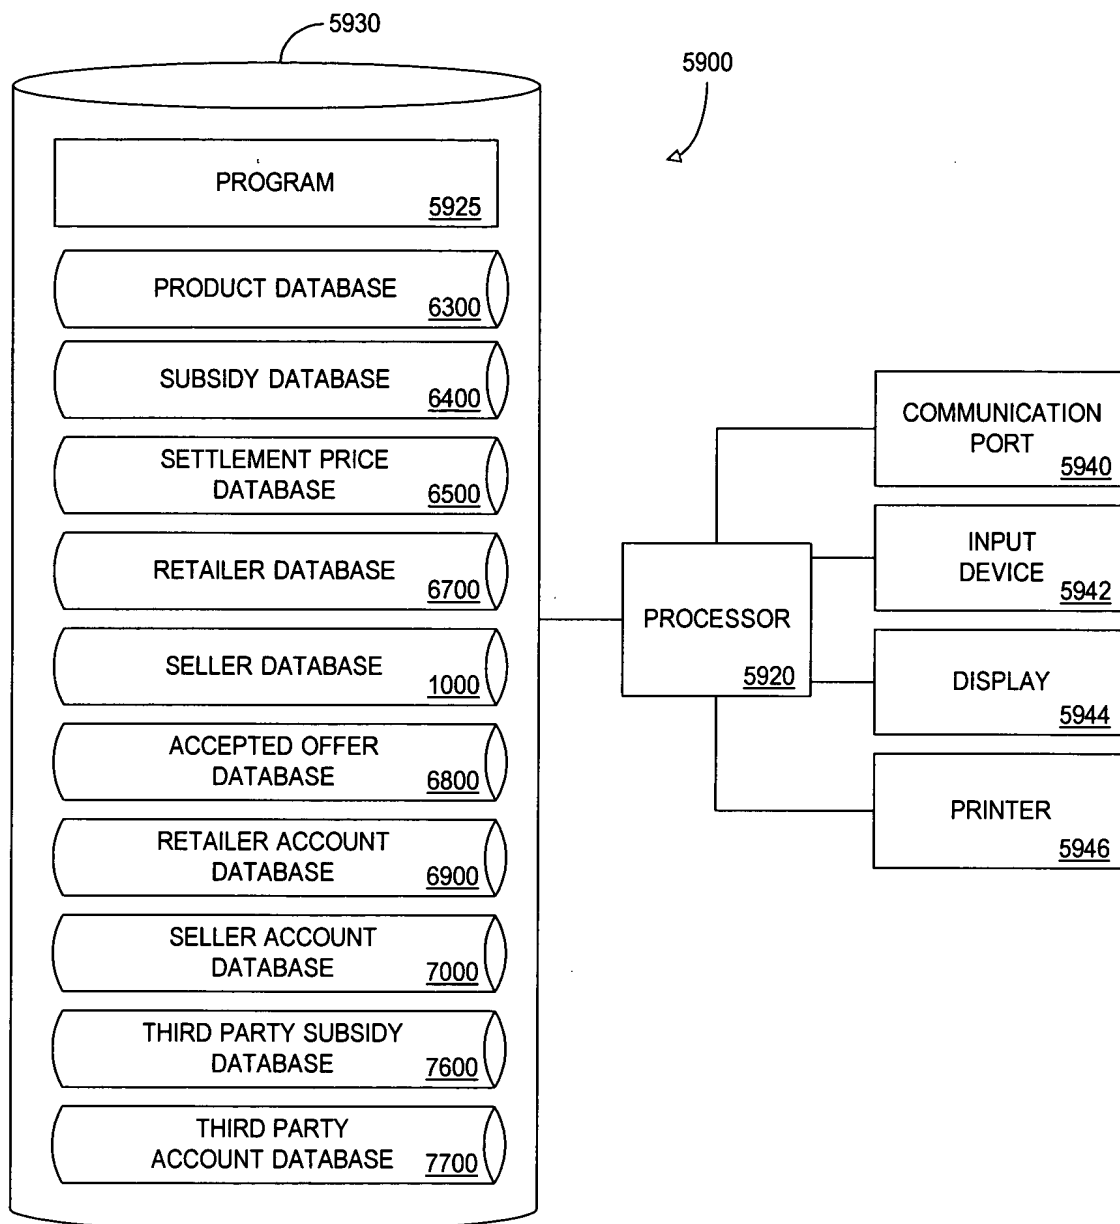 5930
5900
PROGRAM
5925
PRODUCT DATABASE
6300
SUBSIDY DATABASE
6400
SETTLEMENT PRICE
DATABASE
6500
RETAILER DATABASE
6700
SELLER DATABASE
1000
ACCEPTED OFFER
DATABASE
6800
RETAILER ACCOUNT
DATABASE
6900
SELLER ACCOUNT
DATABASE
7000
THIRD PARTY SUBSIDY
DATABASE
7600
THIRD PARTY
ACCOUNT DATABASE
7700
PROCESSOR
5920
COMMUNICATION
PORT
5940
INPUT
DEVICE
5942
DISPLAY
5944
PRINTER
5946